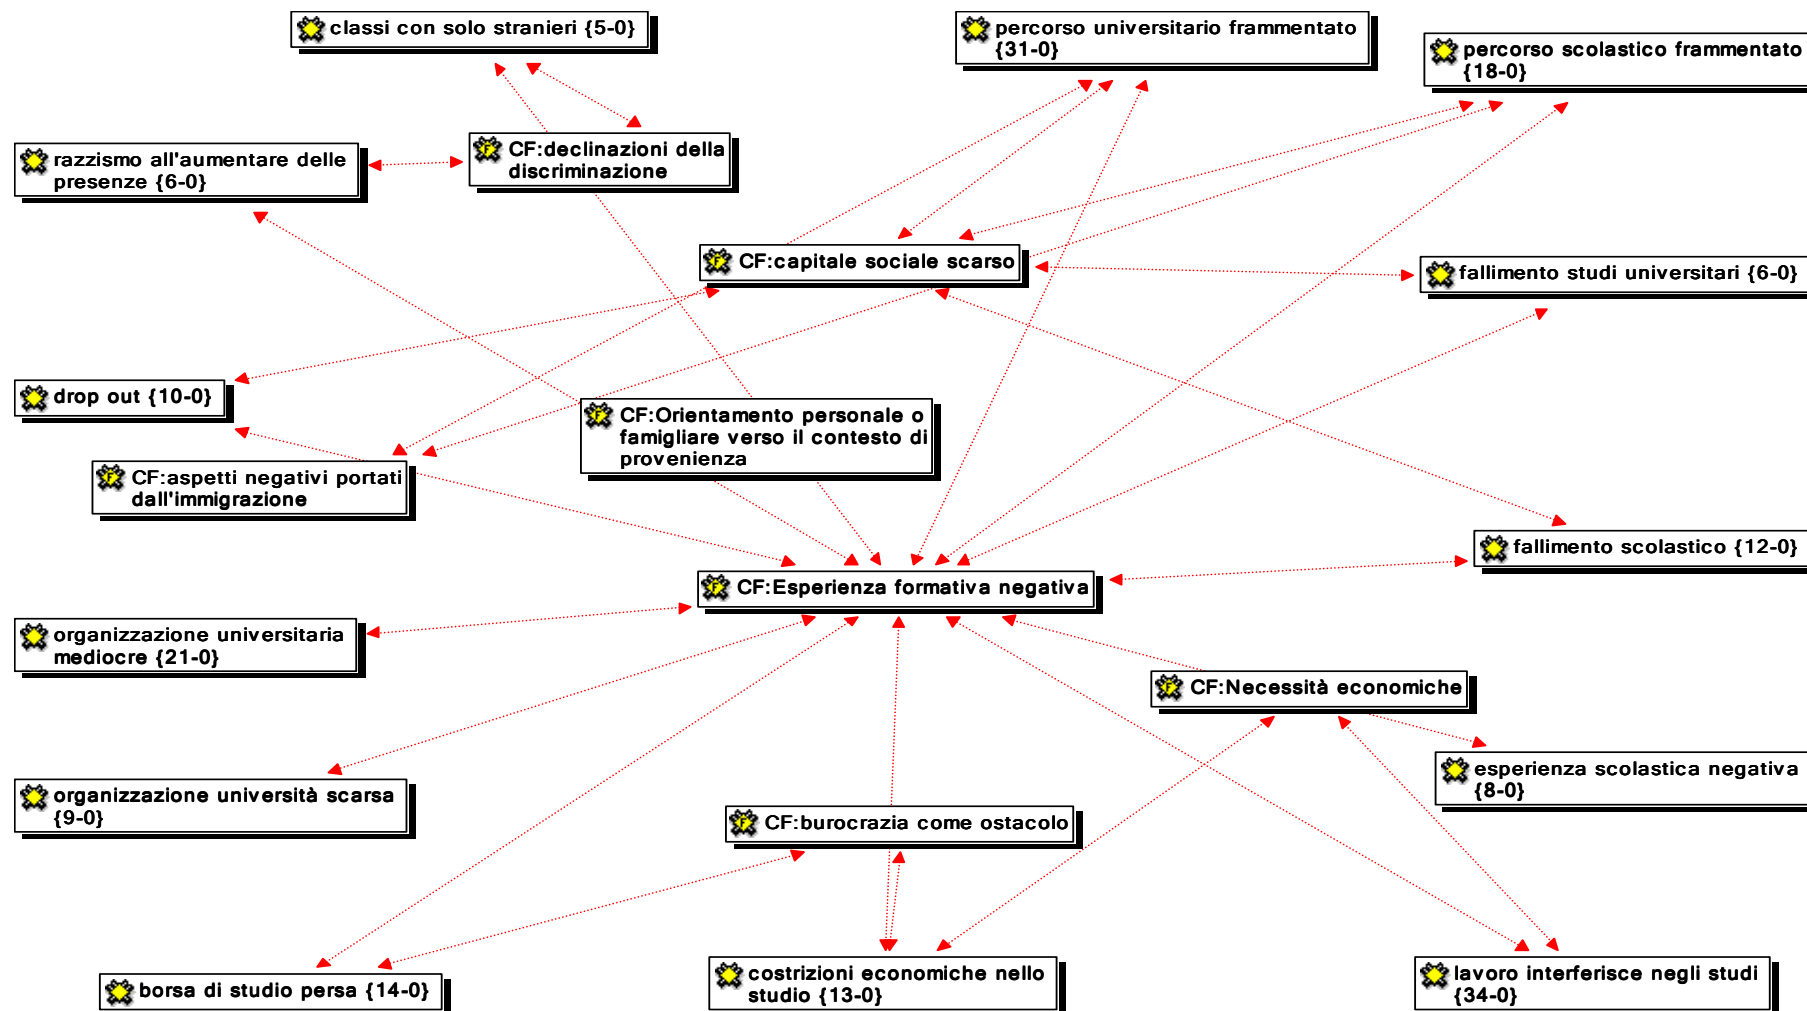 classi con solo stranieri {5-0}
percorso universitario frammentato
{31-0}
percorso scolastico frammentato
{18-0}
razzismo all'aumentare delle
presenze {6-0}
CF:declinazioni della
discriminazione
CF:capitale sociale scarso
fallimento studi universitari {6-0}
drop out {10-0}
CF:Orientamento personale o
famigliare verso il contesto di
provenienza
CF:aspetti negativi portati
dall'immigrazione
fallimento scolastico {12-0}
CF:Esperienza formativa negativa
organizzazione universitaria
mediocre {21-0}
CF:Necessità economiche
esperienza scolastica negativa
{8-0}
organizzazione università scarsa
{9-0}
CF:burocrazia come ostacolo
borsa di studio persa {14-0}
costrizioni economiche nello
studio {13-0}
lavoro interferisce negli studi
{34-0}